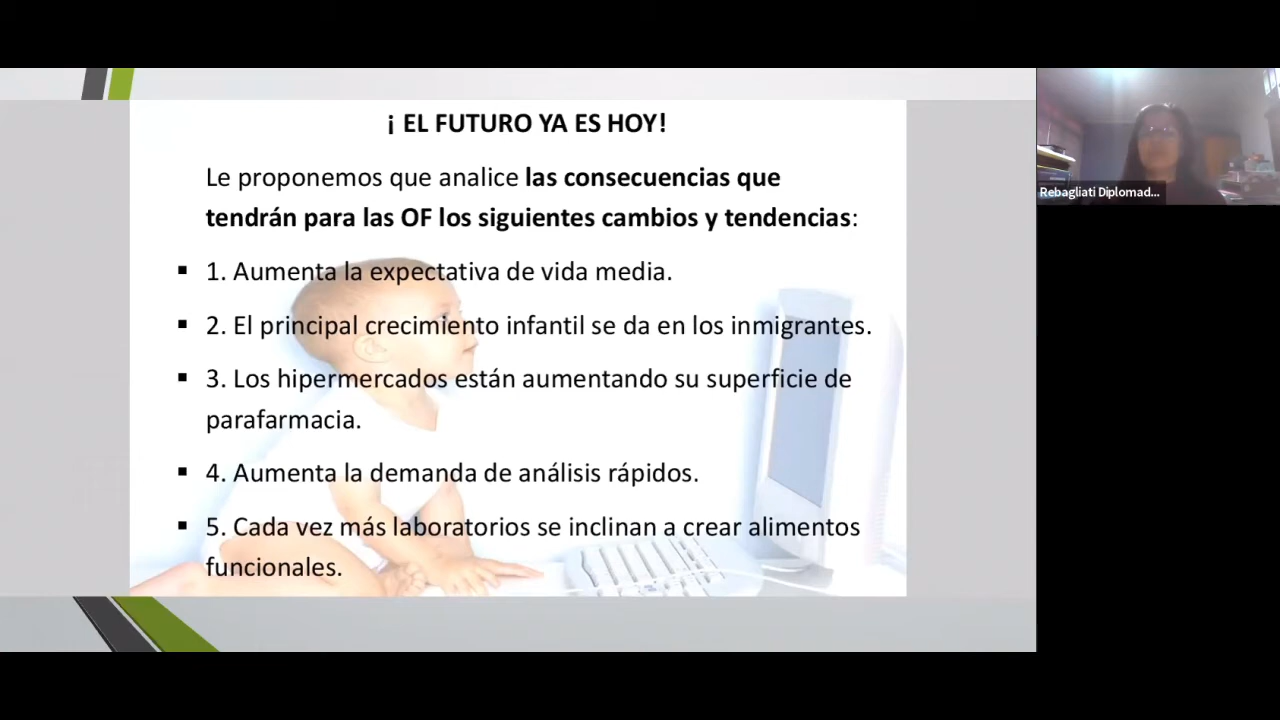 ¡ EL FUTURO YA ES HOY!
Le proponemos que analice las consecuencias que
tendrán para las OF los siguientes cambios y tendencias:
▪ 1. Aumenta la expectativa de vida media.
▪ 2. El principal crecimiento infantil se da en los inmigrantes.
▪ 3. Los hipermercados están aumentando su superficie de
parafarmacia.
▪ 4. Aumenta la demanda de análisis rápidos.
▪ 5. Cada vez más laboratorios se inclinan a crear alimentos
funcionales.
Rebagliati Diplomad...